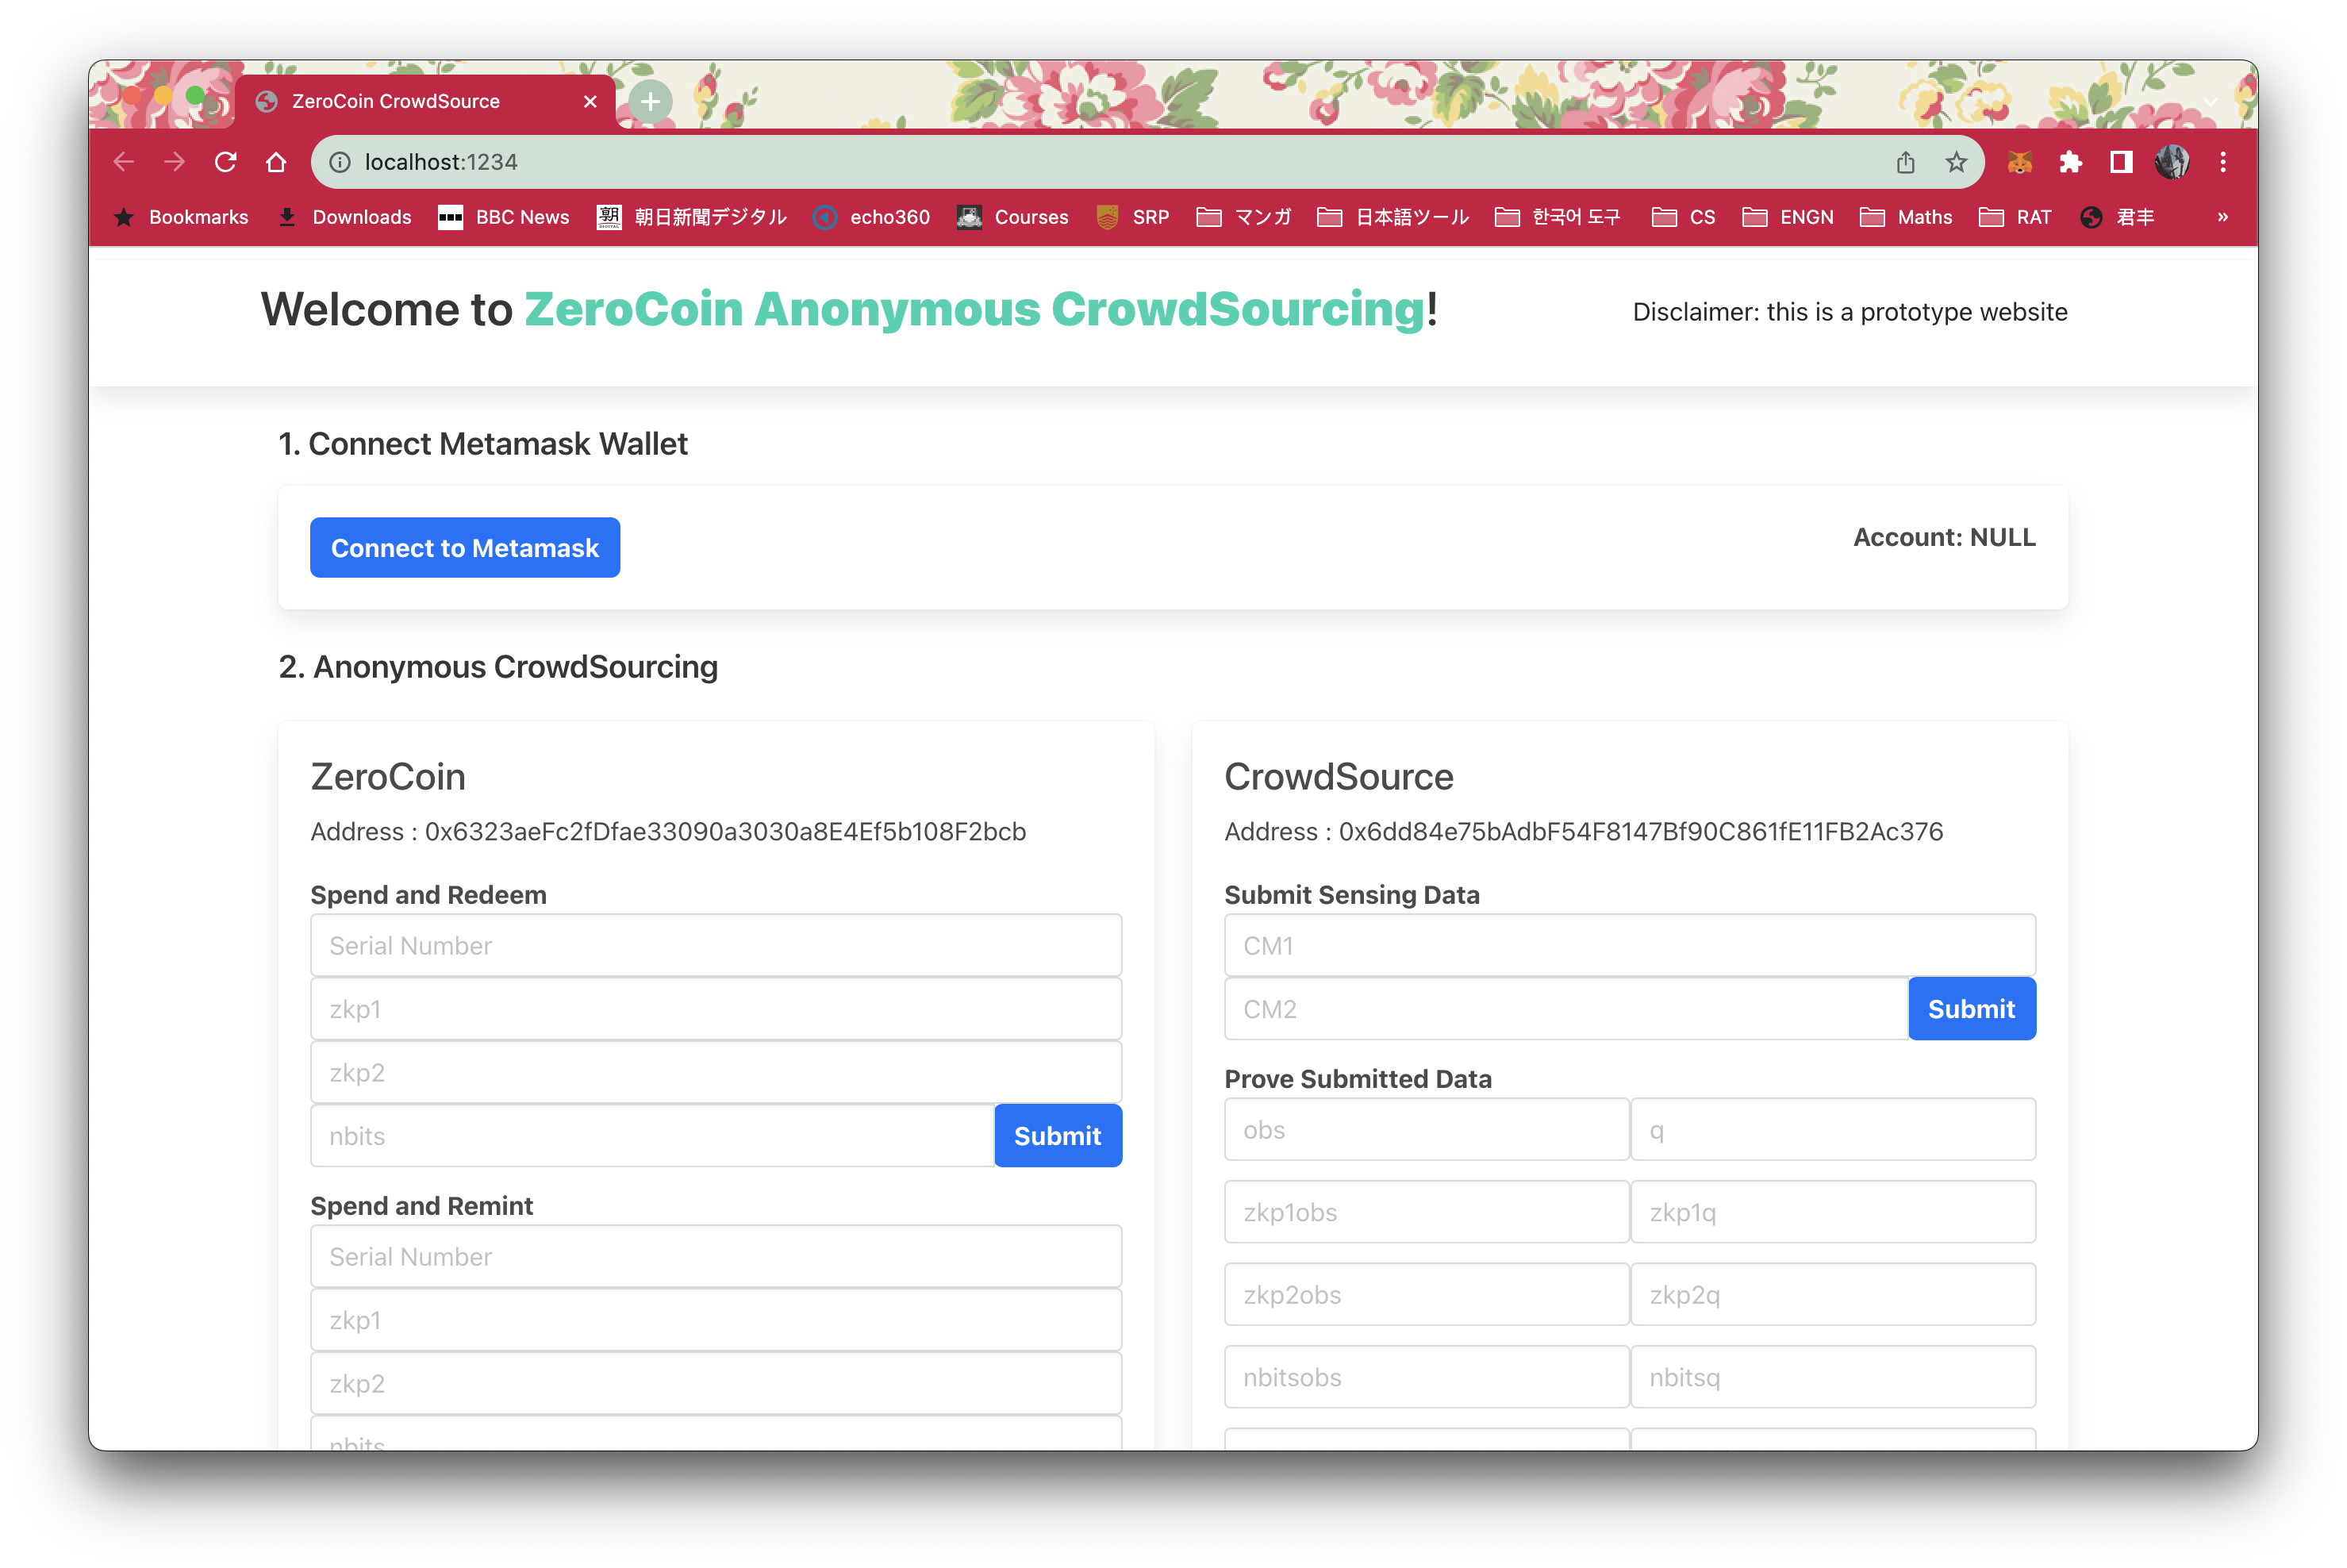 ZeroCoin CrowdSource
localhost:1234
Bookmarks Downloads BBC News 朝日新聞デジタル echo360 Courses SRP マンガ 日本語ツール 한국어 도구 CS ENGN Maths RAT 君丰 »
Welcome to ZeroCoin Anonymous CrowdSourcing!
Disclaimer: this is a prototype website
1. Connect Metamask Wallet
Connect to Metamask
Account: NULL
2. Anonymous CrowdSourcing
ZeroCoin
Address : 0x6323aeFc2fDfae33090a3030a8E4Ef5b108F2bcb
Spend and Redeem
Serial Number
zkp1
zkp2
nbits
Submit
Spend and Remint
Serial Number
zkp1
zkp2
nbits
CrowdSource
Address : 0x6dd84e75bAdbF54F8147Bf90C861fE11FB2Ac376
Submit Sensing Data
CM1
CM2
Submit
Prove Submitted Data
obs q
zkp1obs zkp1q
zkp2obs zkp2q
nbitsobs nbitsq